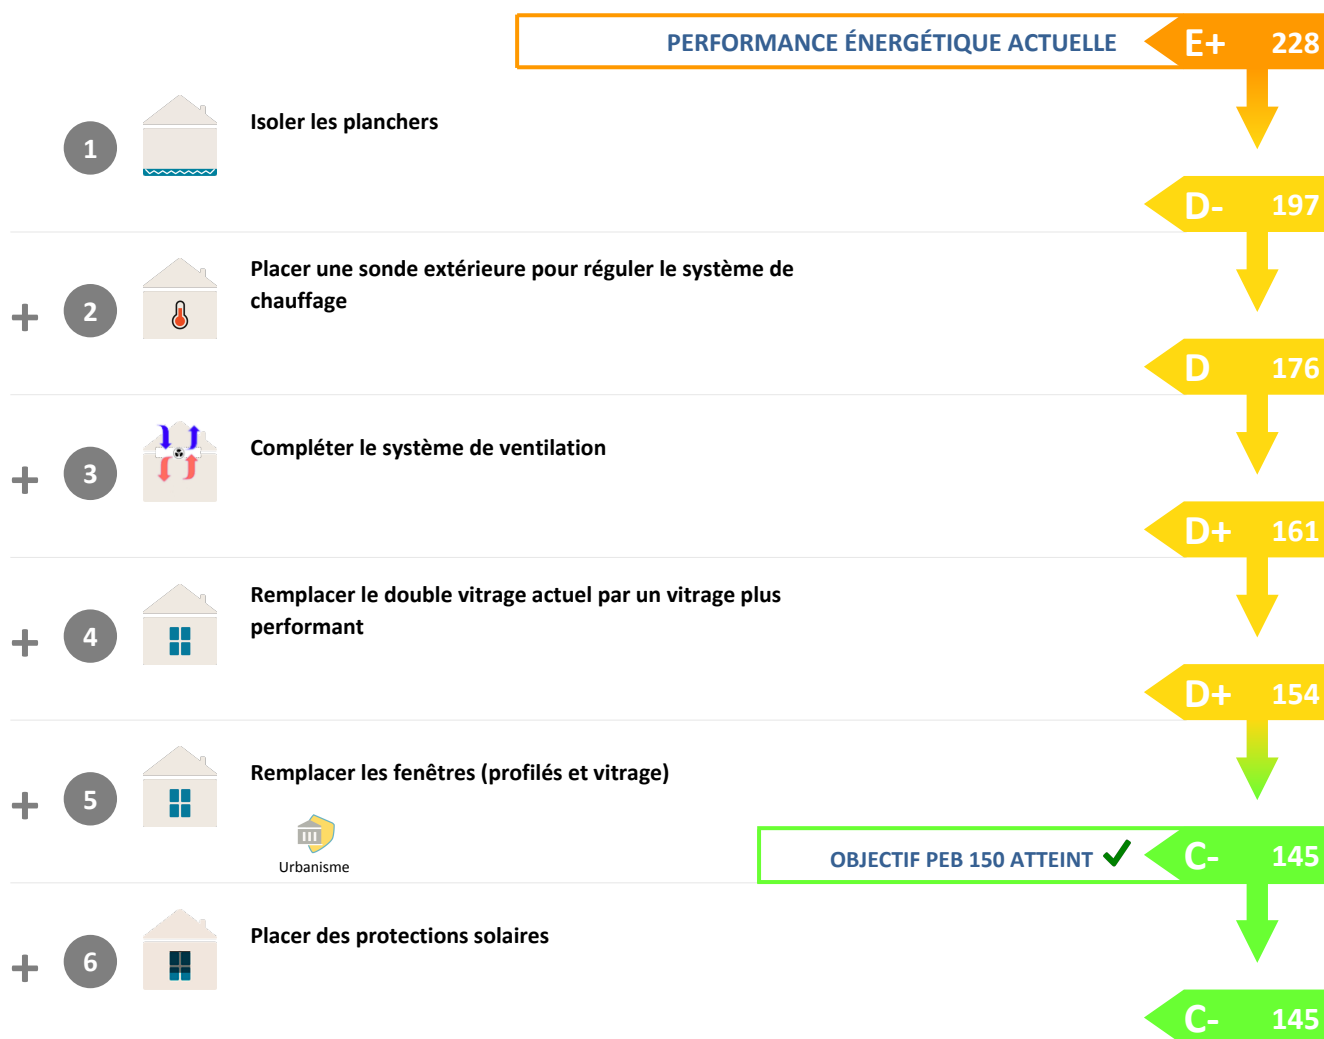 PERFORMANCE ÉNERGÉTIQUE ACTUELLE E+ 228
1 Isoler les planchers
D- 197
+ 2 Placer une sonde extérieure pour réguler le système de
chauffage
D 176
+ 3 Compléter le système de ventilation
D+ 161
+ 4 Remplacer le double vitrage actuel par un vitrage plus
performant
D+ 154
+ 5 Remplacer les fenêtres (profilés et vitrage)
Urbanisme
OBJECTIF PEB 150 ATTEINT C- 145
+ 6 Placer des protections solaires
C- 145